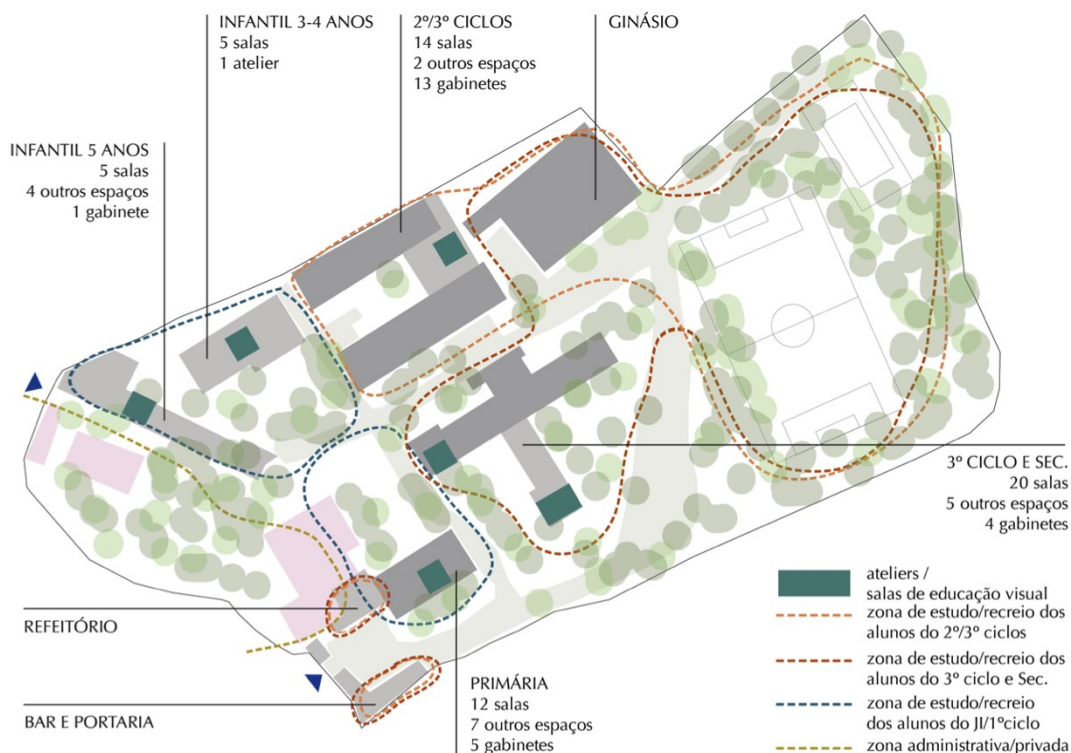 INFANTIL 3-4 ANOS
5 salas
1 atelier
2º/3º CICLOS
14 salas
2 outros espaços
13 gabinetes
GINÁSIO
INFANTIL 5 ANOS
5 salas
4 outros espaços
1 gabinete
3º CICLO E SEC.
20 salas
5 outros espaços
4 gabinetes
REFEITÓRIO
BAR E PORTARIA
PRIMÁRIA
12 salas
7 outros espaços
5 gabinetes
ateliers /
salas de educação visual
zona de estudo/recreio dos
alunos do 2º/3º ciclos
zona de estudo/recreio dos
alunos do 3º ciclo e Sec.
zona de estudo/recreio
dos alunos do JI/1ºciclo
zona administrativa/privada